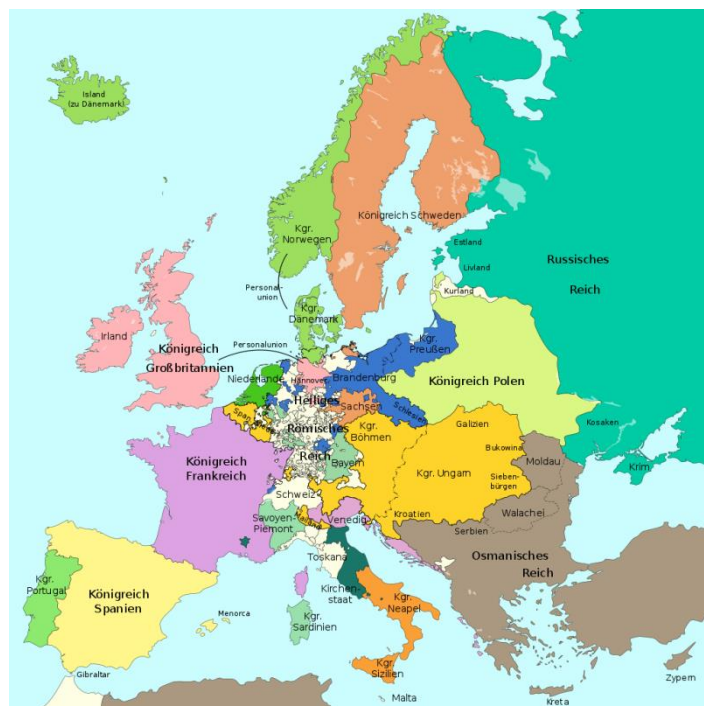 Island
(zu Dänemark)
Kgr.
Norwegen
Königreich Schweden
Estland
Livland
Russisches
Reich
Kurland
Personal-
union
Kgr.
Dänemark
Irland
Königreich
Großbritannien
Personalunion
Kgr.
Preußen
Niederlande
Hannover
Brandenburg
Königreich Polen
Heiliges
Römisches
Reich
Sachsen
Schlesien
Kgr.
Böhmen
Galizien
Kosaken
Bukowina
Moldau
Krim
Königreich
Frankreich
Bayern
Kgr. Ungarn
Sieben-
bürgen
Schweiz
Savoyen-
Piemont
Mailand
Venedig
Kroatien
Walachei
Serbien
Toskana
Osmanisches
Reich
Kirchen-
staat
Kgr.
Portugal
Königreich
Spanien
Menorca
Kgr.
Sardinien
Kgr.
Neapel
Kgr.
Sizilien
Gibraltar
Malta
Kreta
Zypern